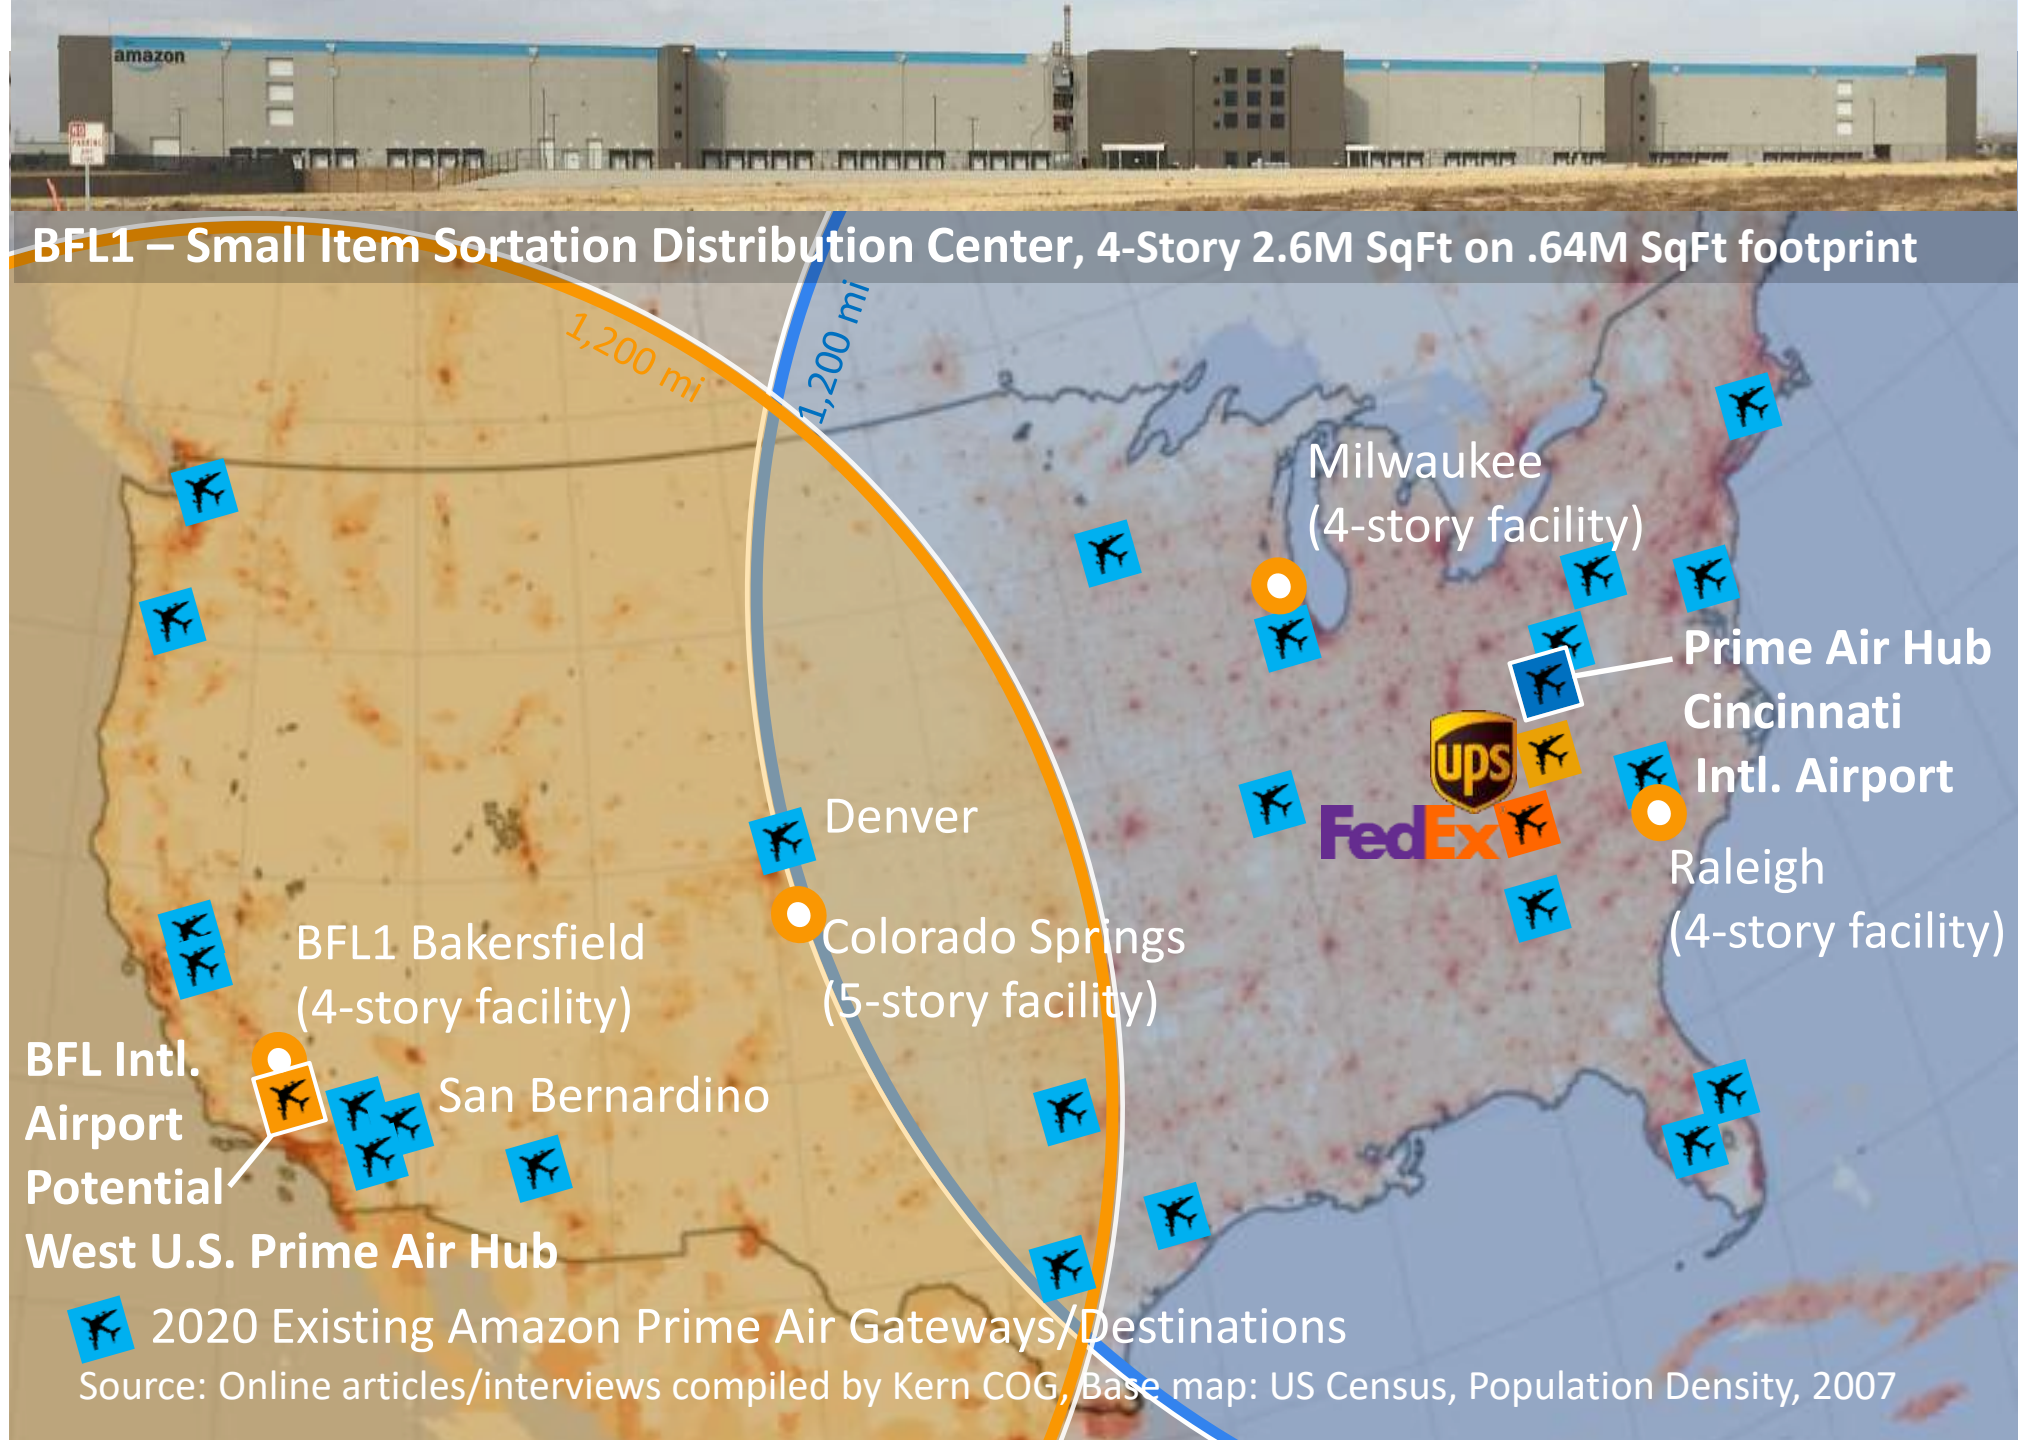 amazon
NO
PARKING
BFL1 – Small Item Sortation Distribution Center, 4-Story 2.6M SqFt on .64M SqFt footprint
1,200 mi
1,200 mi
Milwaukee
(4-story facility)
Prime Air Hub
Cincinnati
Intl. Airport
ups
FedEx
Denver
Raleigh
(4-story facility)
Colorado Springs
(5-story facility)
BFL1 Bakersfield
(4-story facility)
BFL Intl.
Airport
Potential
West U.S. Prime Air Hub
San Bernardino
2020 Existing Amazon Prime Air Gateways/Destinations
Source: Online articles/interviews compiled by Kern COG, Base map: US Census, Population Density, 2007